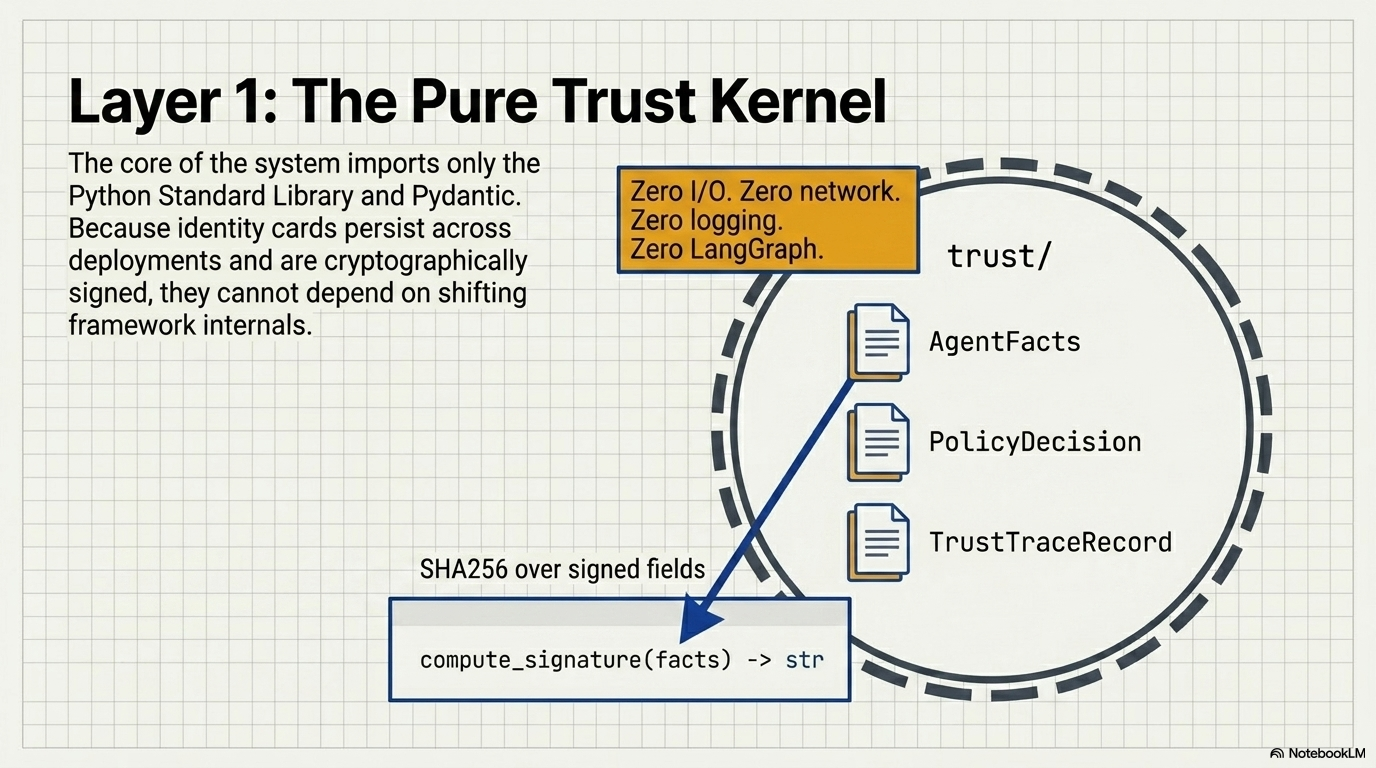 Layer 1: The Pure Trust Kernel
The core of the system imports only the
Python Standard Library and Pydantic.
Because identity cards persist across
deployments and are cryptographically
signed, they cannot depend on shifting
framework internals.
Zero I/O. Zero network.
Zero logging.
Zero LangGraph.
trust/
AgentFacts
PolicyDecision
TrustTraceRecord
SHA256 over signed fields
compute_signature(facts) -> str
NotebookLM